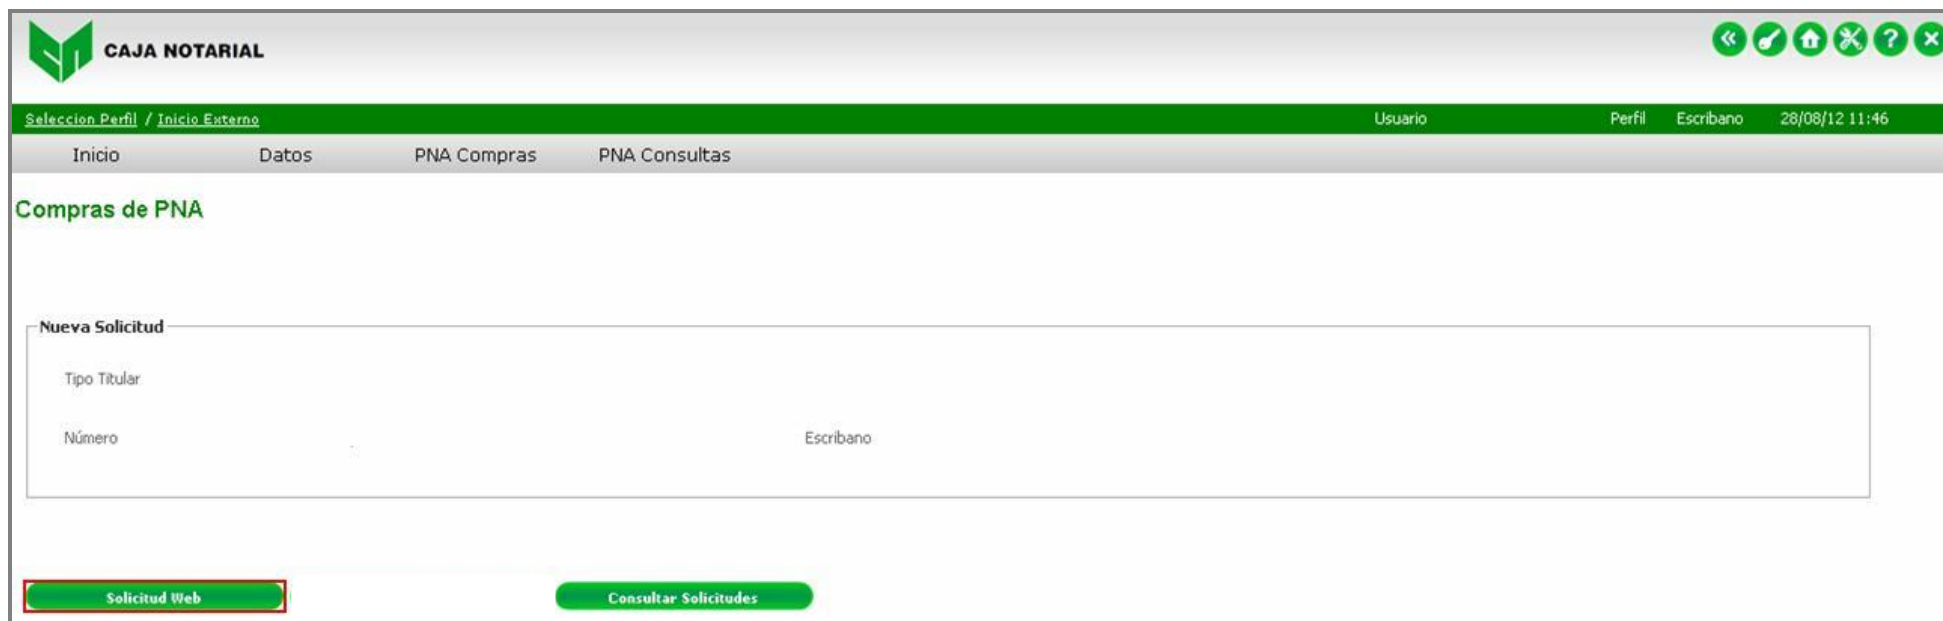 CAJA NOTARIAL
Seleccion Perfil / Inicio Externo Usuario Perfil Escribano 28/08/12 11:46
Inicio Datos PNA Compras PNA Consultas
Compras de PNA
Nueva Solicitud
Tipo Titular
Número Escribano
Solicitud Web Consultar Solicitudes